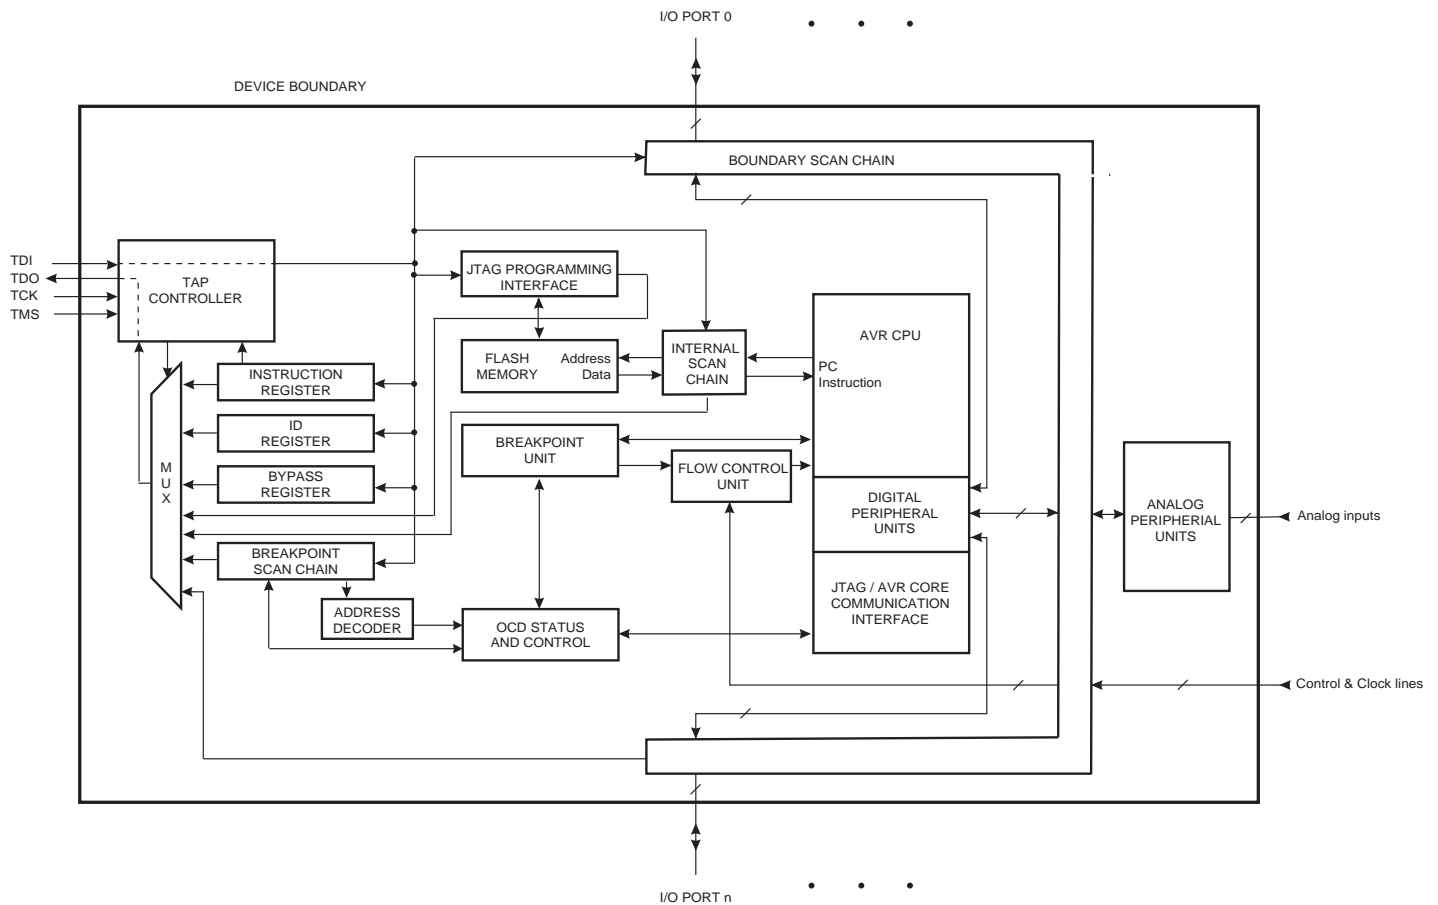 I/O PORT 0
DEVICE BOUNDARY
BOUNDARY SCAN CHAIN
TDI
TDO
TCK
TMS
TAP
CONTROLLER
JTAG PROGRAMMING
INTERFACE
AVR CPU
FLASH
MEMORY
Address
Data
INTERNAL
SCAN
CHAIN
PC
Instruction
INSTRUCTION
REGISTER
ID
REGISTER
M
U
X
BYPASS
REGISTER
BREAKPOINT
UNIT
FLOW CONTROL
UNIT
DIGITAL
PERIPHERAL
UNITS
ANALOG
PERIPHERIAL
UNITS
Analog inputs
BREAKPOINT
SCAN CHAIN
ADDRESS
DECODER
OCD STATUS
AND CONTROL
JTAG / AVR CORE
COMMUNICATION
INTERFACE
Control & Clock lines
I/O PORT n